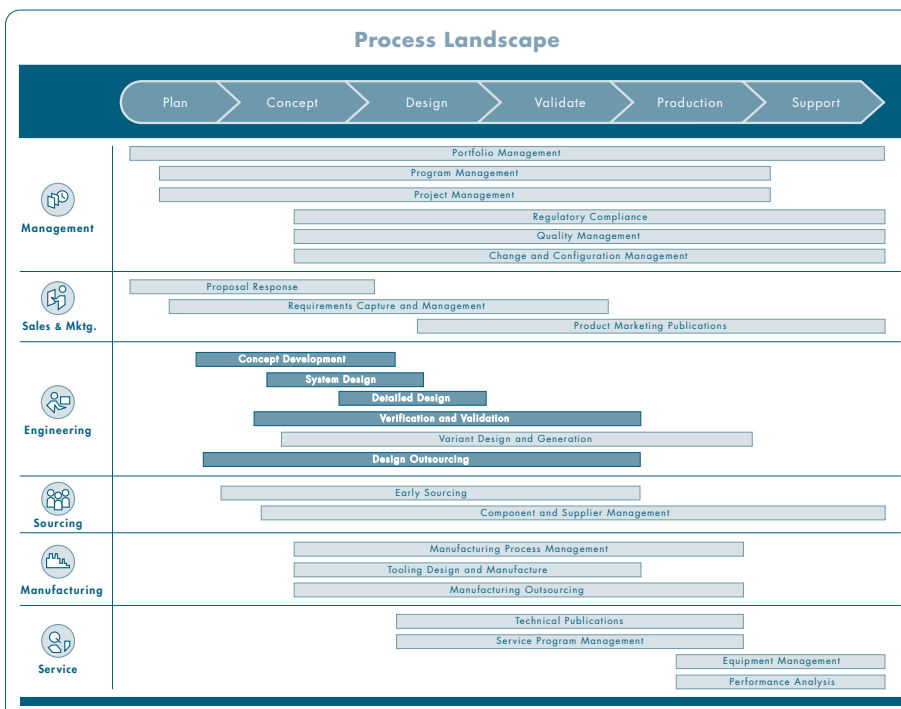 Process Landscape
Plan
Concept
Design
Validate
Production
Support
Management
Portfolio Management
Program Management
Project Management
Regulatory Compliance
Quality Management
Change and Configuration Management
Sales & Mktg.
Proposal Response
Requirements Capture and Management
Product Marketing Publications
Engineering
Concept Development
System Design
Detailed Design
Verification and Validation
Variant Design and Generation
Design Outsourcing
Sourcing
Early Sourcing
Component and Supplier Management
Manufacturing
Manufacturing Process Management
Tooling Design and Manufacture
Manufacturing Outsourcing
Service
Technical Publications
Service Program Management
Equipment Management
Performance Analysis